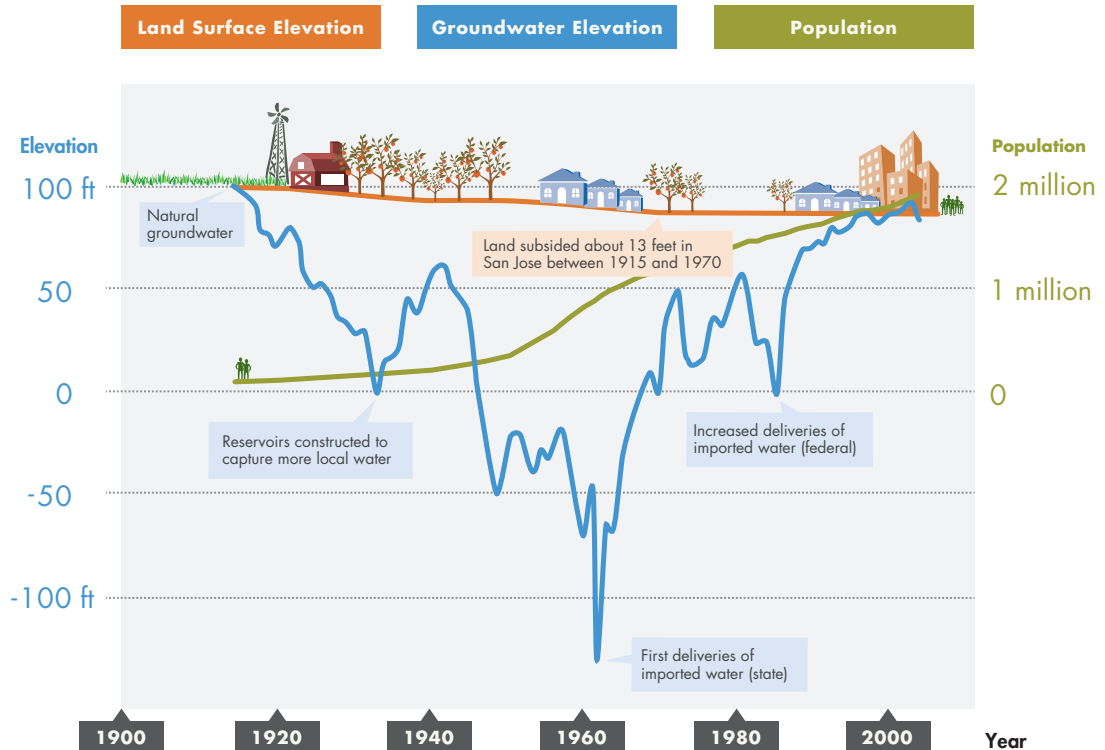 Land Surface Elevation
Groundwater Elevation
Population
Elevation
Population
100 ft
2 million
Natural
groundwater
Land subsided about 13 feet in
San Jose between 1915 and 1970
50
1 million
0
0
Reservoirs constructed to
capture more local water
Increased deliveries of
imported water (federal)
-50
-100 ft
First deliveries of
imported water (state)
1900
1920
1940
1960
1980
2000
Year